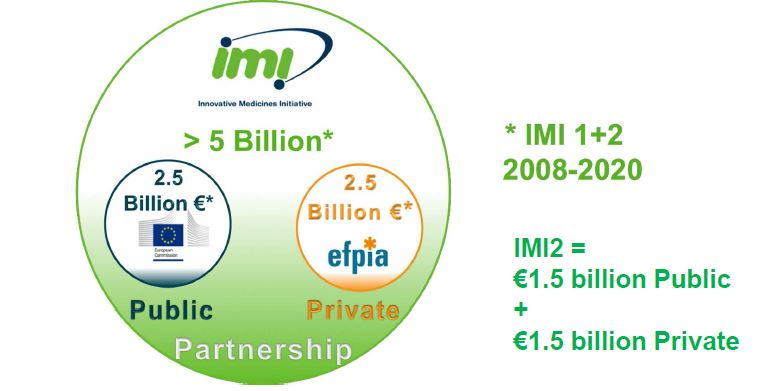 imi
Innovative Medicines Initiative
> 5 Billion*
2.5
Billion €*
European
Commission
Public
2.5
Billion €*
efpia
Private
Partnership
* IMI 1+2
2008-2020
IMI2 =
€1.5 billion Public
+
€1.5 billion Private